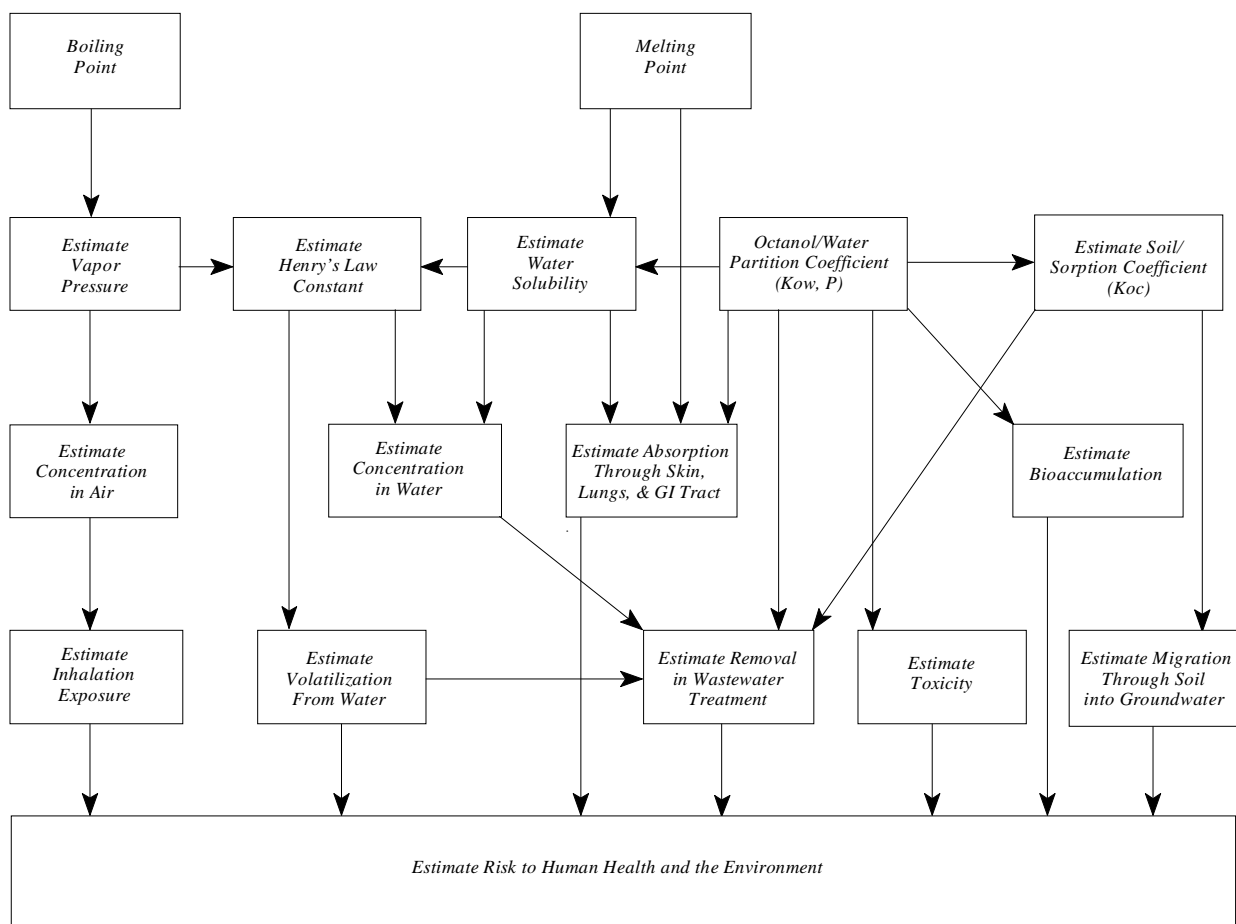 Boiling
Point
Melting
Point
Estimate
Vapor
Pressure
Estimate
Henry's Law
Constant
Estimate
Water
Solubility
Octanol/Water
Partition Coefficient
(Kow, P)
Estimate Soil/
Sorption Coefficient
(Koc)
Estimate
Concentration
in Air
Estimate
Concentration
in Water
Estimate Absorption
Through Skin,
Lungs, & GI Tract
Estimate
Bioaccumulation
Estimate
Inhalation
Exposure
Estimate
Volatilization
From Water
Estimate Removal
in Wastewater
Treatment
Estimate
Toxicity
Estimate Migration
Through Soil
into Groundwater
Estimate Risk to Human Health and the Environment